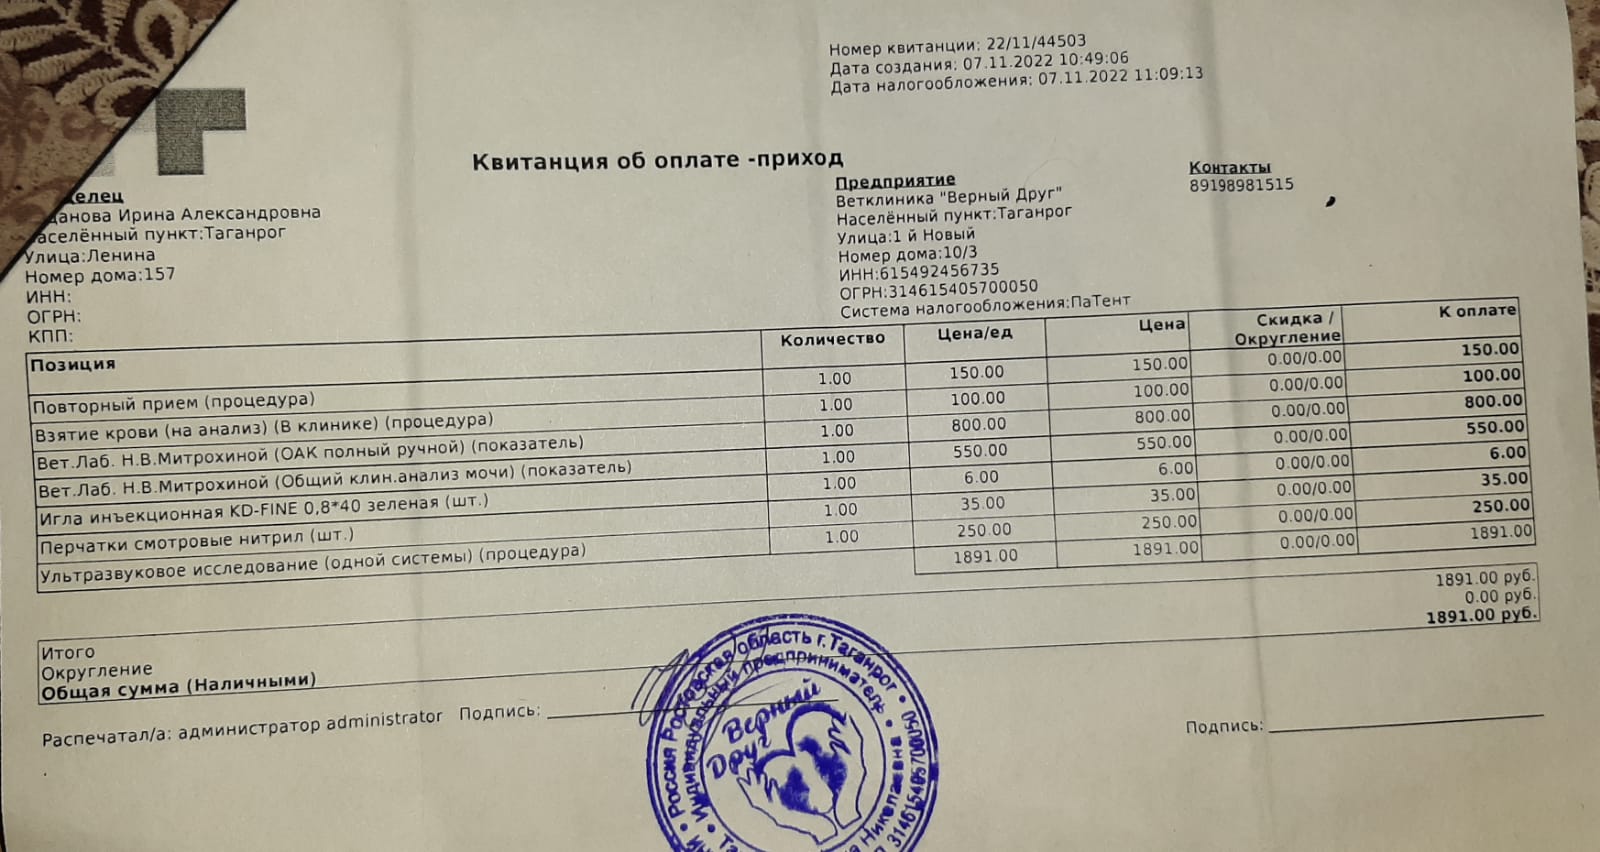 Номер квитанции: 22/11/44503
Дата создания: 07.11.2022 10:49:06
Дата налогообложения: 07.11.2022 11:09:13
Квитанция об оплате -приход
Ивана Ирина Александровна
Населённый пункт:Таганрог
Улица:Ленина
Номер дома:157
ИНН:
ОГРН:
КПП:
Предприятие
Ветклиника "Верный Друг"
Населённый пункт:Таганрог
Улица:1 й Новый
Номер дома:10/3
ИНН:615492456735
ОГРН:314615405700050
Система налогообложения:ПаТент
Контакты
89198981515
Позиция Количество Цена/ед Цена Скидка / Округление К оплате
Повторный прием (процедура) 1.00 150.00 150.00 0.00/0.00 150.00
Взятие крови (на анализ) (В клинике) (процедура) 1.00 100.00 100.00 0.00/0.00 100.00
Вет.Лаб. Н.В.Митрохиной (ОАК полный ручной) (показатель) 1.00 800.00 800.00 0.00/0.00 800.00
Вет.Лаб. Н.В.Митрохиной (Общий клин.анализ мочи) (показатель) 1.00 550.00 550.00 0.00/0.00 550.00
Игла инъекционная KD-FINE 0,8*40 зеленая (шт.) 1.00 6.00 6.00 0.00/0.00 6.00
Перчатки смотровые нитрил (шт.) 1.00 35.00 35.00 0.00/0.00 35.00
Ультразвуковое исследование (одной системы) (процедура) 1.00 250.00 250.00 0.00/0.00 250.00
1891.00 1891.00 0.00/0.00 1891.00
Итого 1891.00 руб.
Округление 0.00 руб.
Общая сумма (Наличными) 1891.00 руб.
Распечатал/а: администратор administrator Подпись:
Подпись:
Россия Ростовская область г.Таганрог
Индивидуальный предприниматель
Верный
Друг
Николаевна
314615405700050